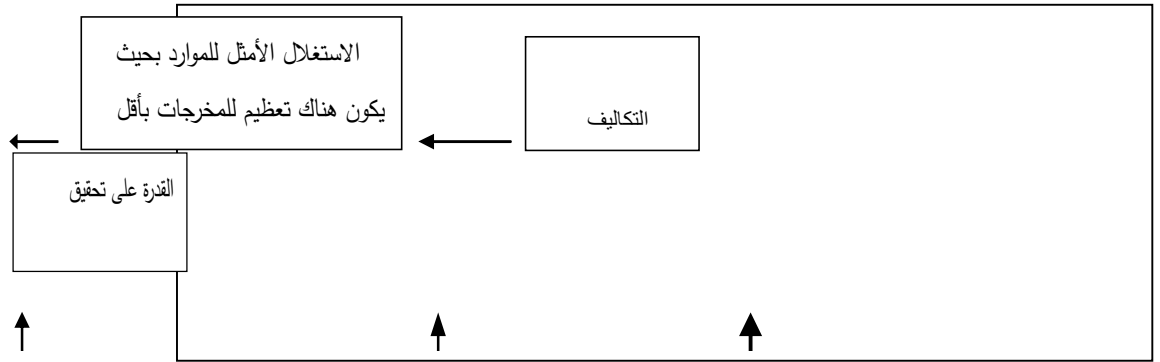 الاستغلال الأمثل للموارد بحيث
يكون هناك تعظيم للمخرجات بأقل
التكاليف
القدرة على تحقيق